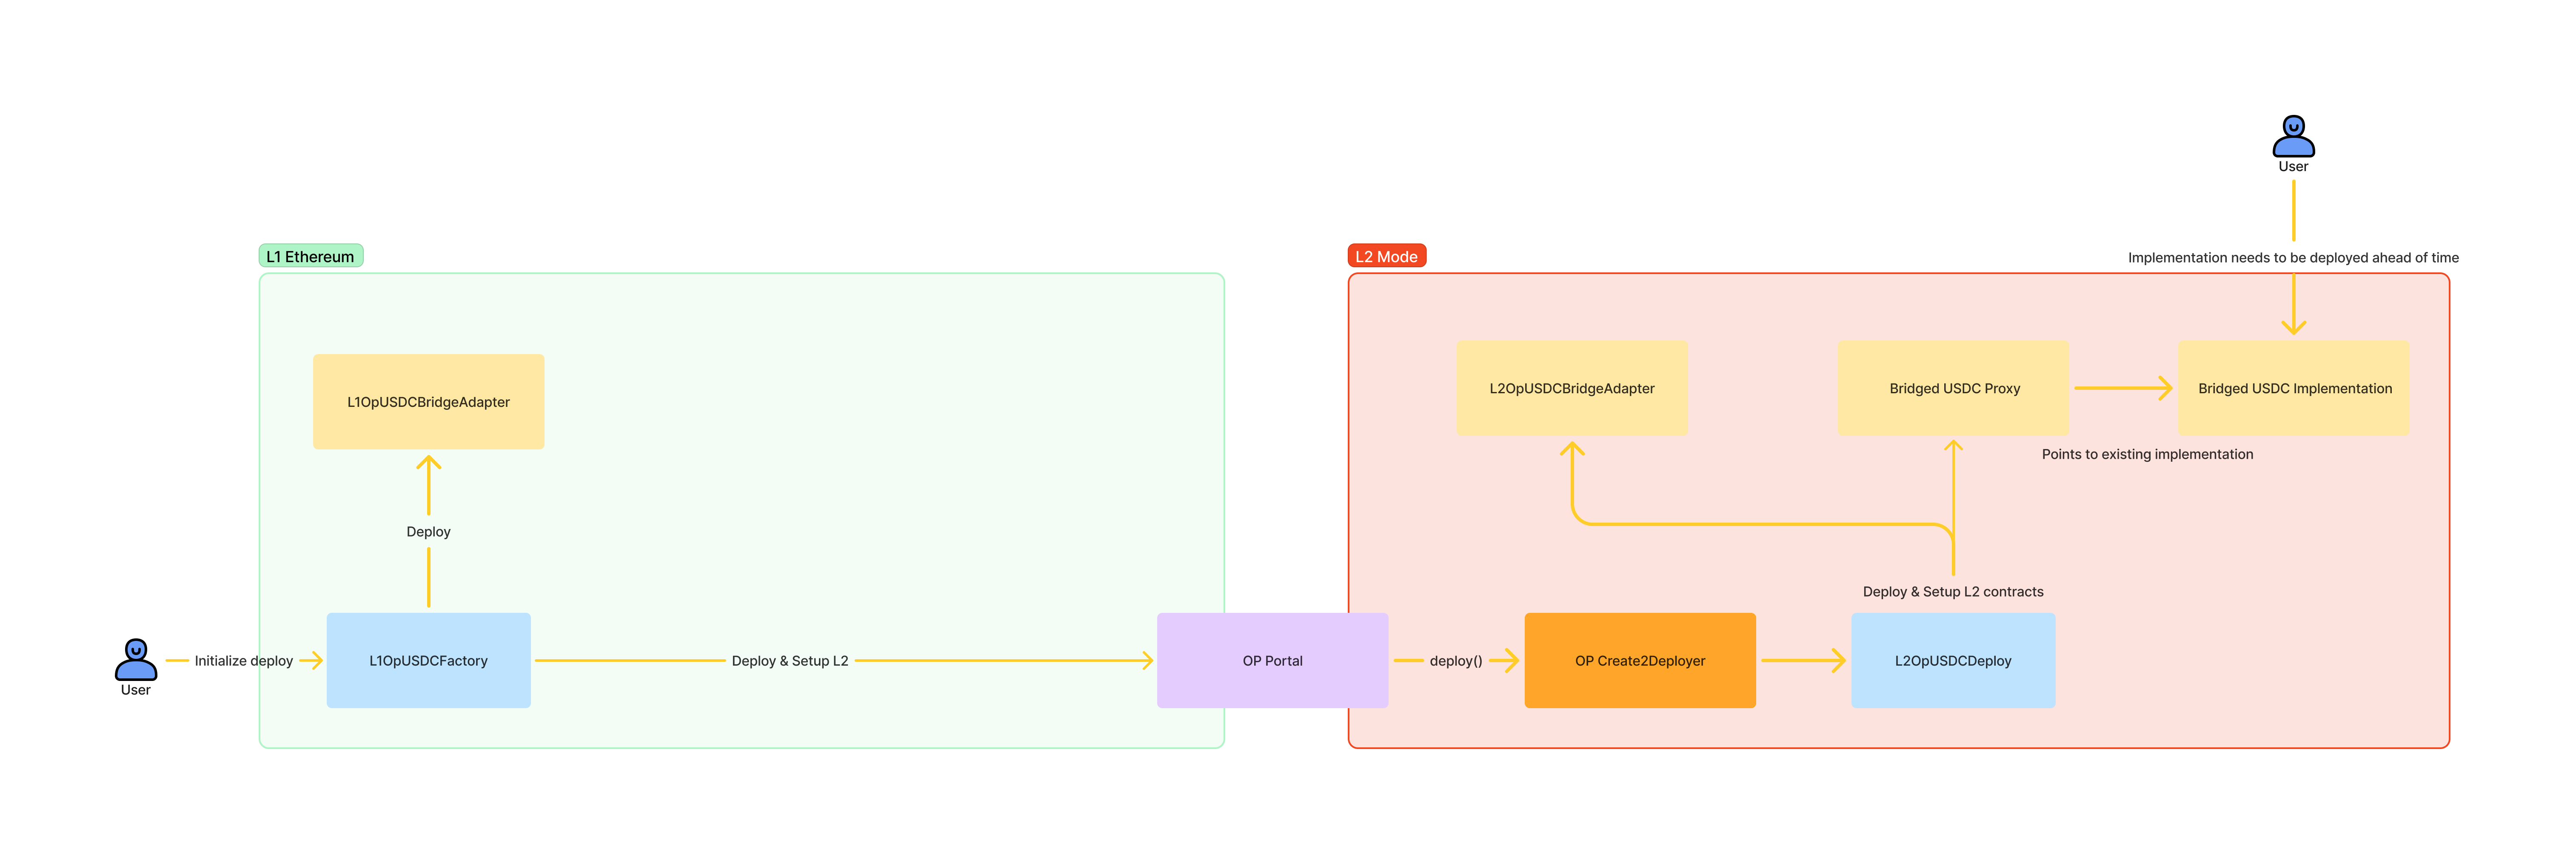 User
L1 Ethereum
L2 Mode
Implementation needs to be deployed ahead of time
L1OpUSDCBridgeAdapter
L2OpUSDCBridgeAdapter
Bridged USDC Proxy
Bridged USDC Implementation
Points to existing implementation
Deploy
Deploy & Setup L2 contracts
User
Initialize deploy
L1OpUSDCFactory
Deploy & Setup L2
OP Portal
deploy()
OP Create2Deployer
L2OpUSDCDeploy